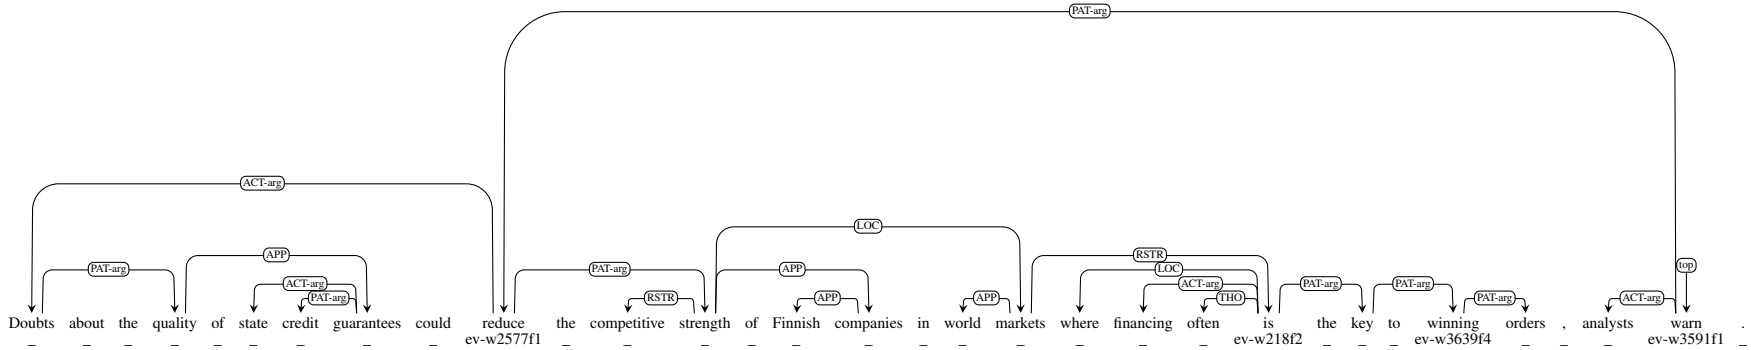 PAT-arg
ACT-arg
LOC
APP RSTR
top
PAT-arg PAT-arg APP LOC
ACT-arg ACT-arg PAT-arg PAT-arg
PAT-arg RSTR APP APP THO PAT-arg ACT-arg
Doubts about the quality of state credit guarantees could reduce the competitive strength of Finnish companies in world markets where financing often is the key to winning orders , analysts warn .
_ _ _ _ _ _ _ _ _ ev-w2577f1 _ _ _ _ _ _ _ _ _ _ _ _ ev-w218f2 _ _ _ ev-w3639f4 _ _ _ ev-w3591f1 _